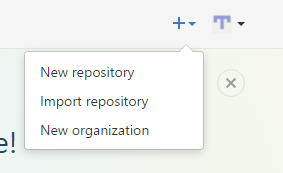 New repository
Import repository
New organization
e!